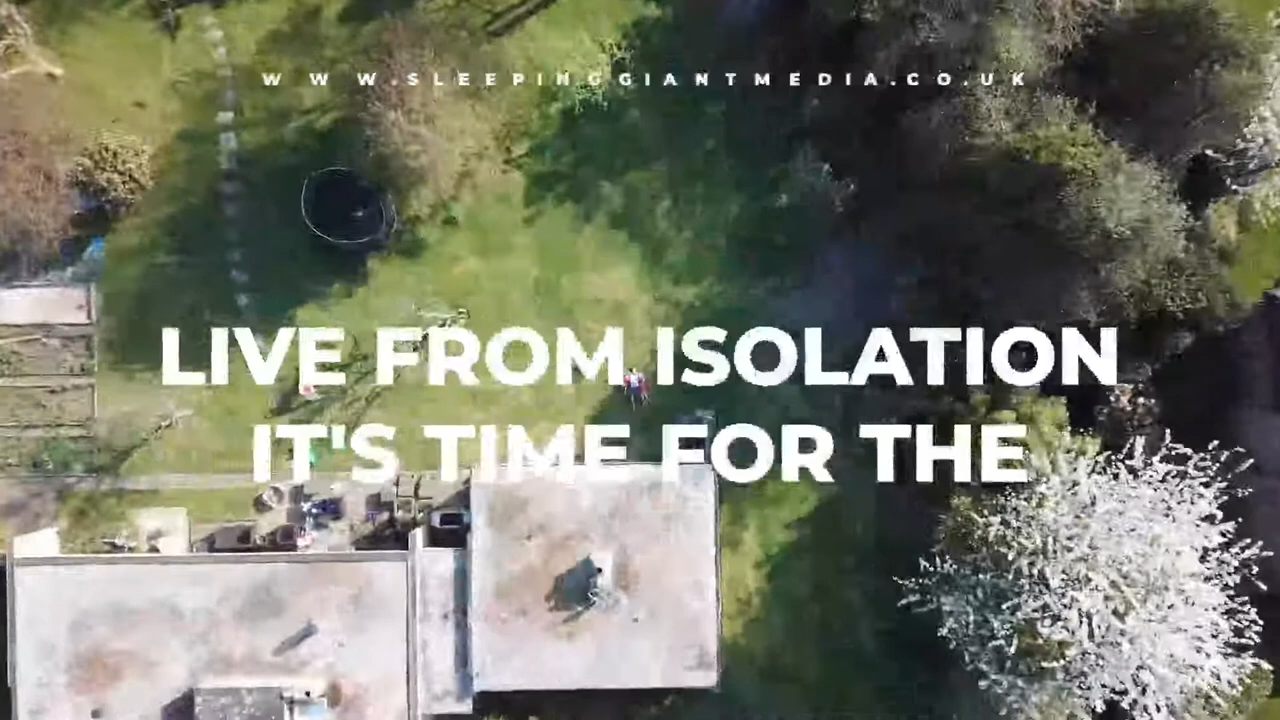 WWW.SLEEPINGGIANTMEDIA.CO.UK
LIVE FROM ISOLATION
IT'S TIME FOR THE